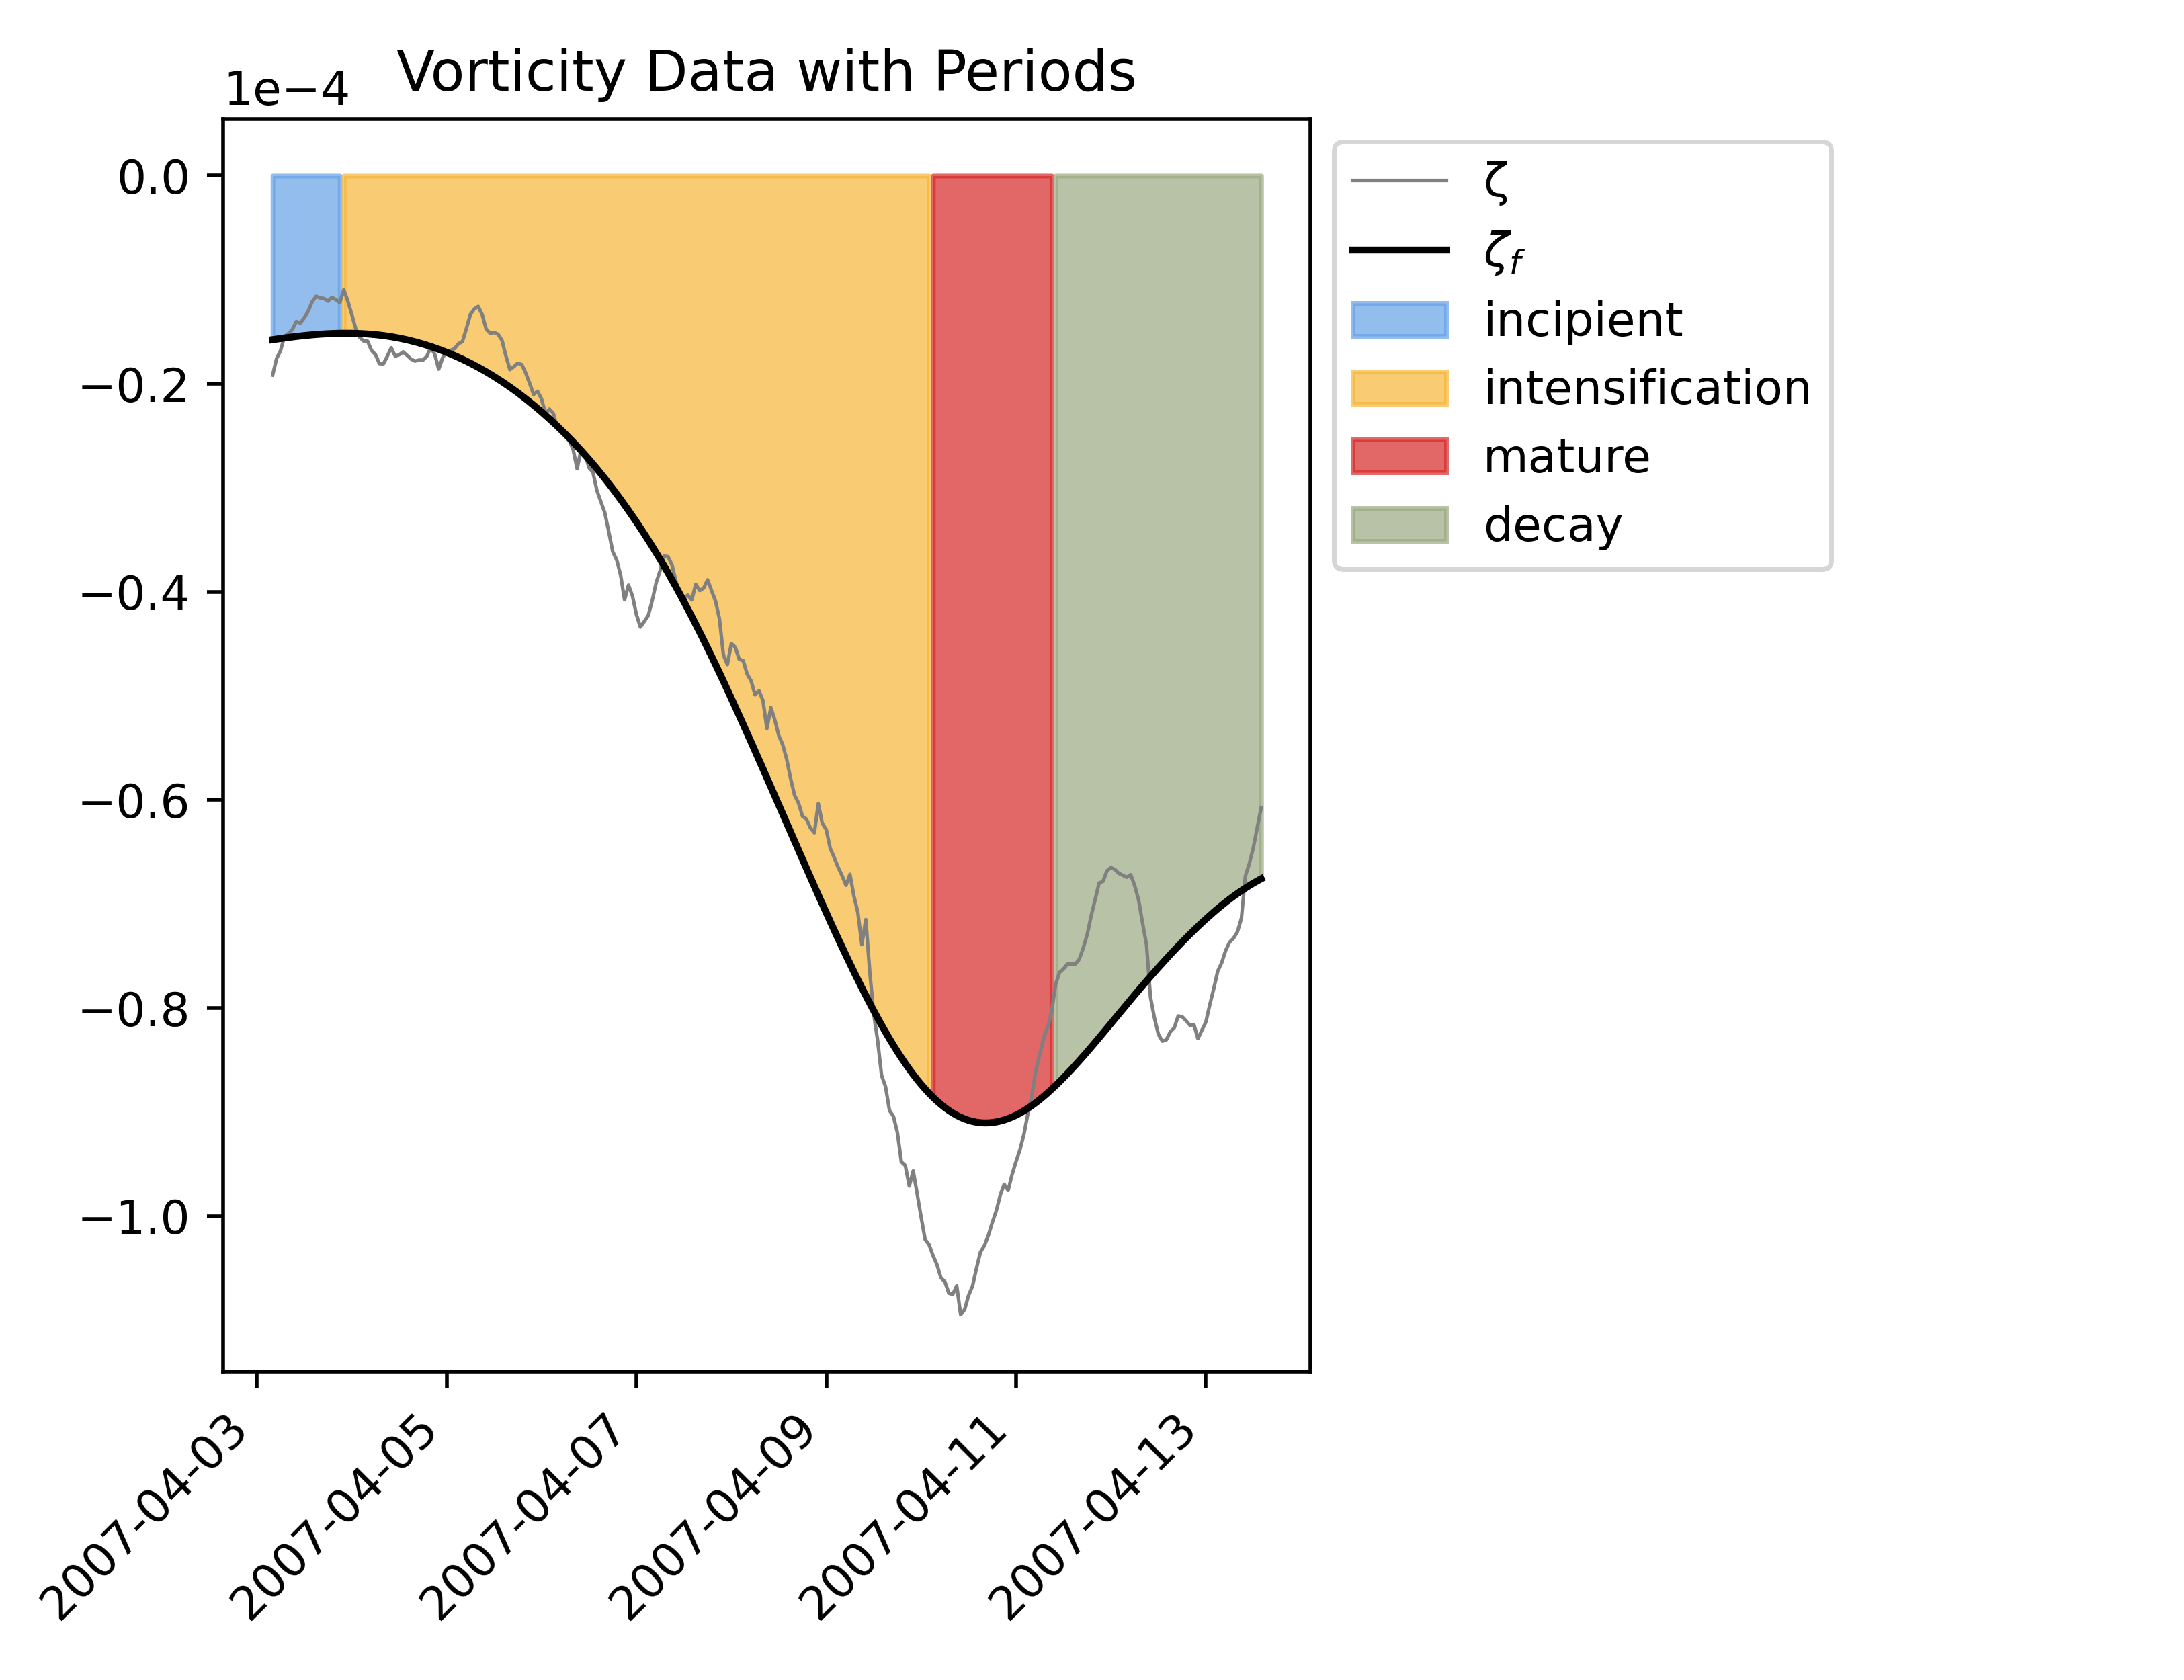 Vorticity Data with Periods
1e−4
0.0
−0.2
−0.4
−0.6
−0.8
−1.0
2007-04-03
2007-04-05
2007-04-07
2007-04-09
2007-04-11
2007-04-13
ζ
ζf
incipient
intensification
mature
decay